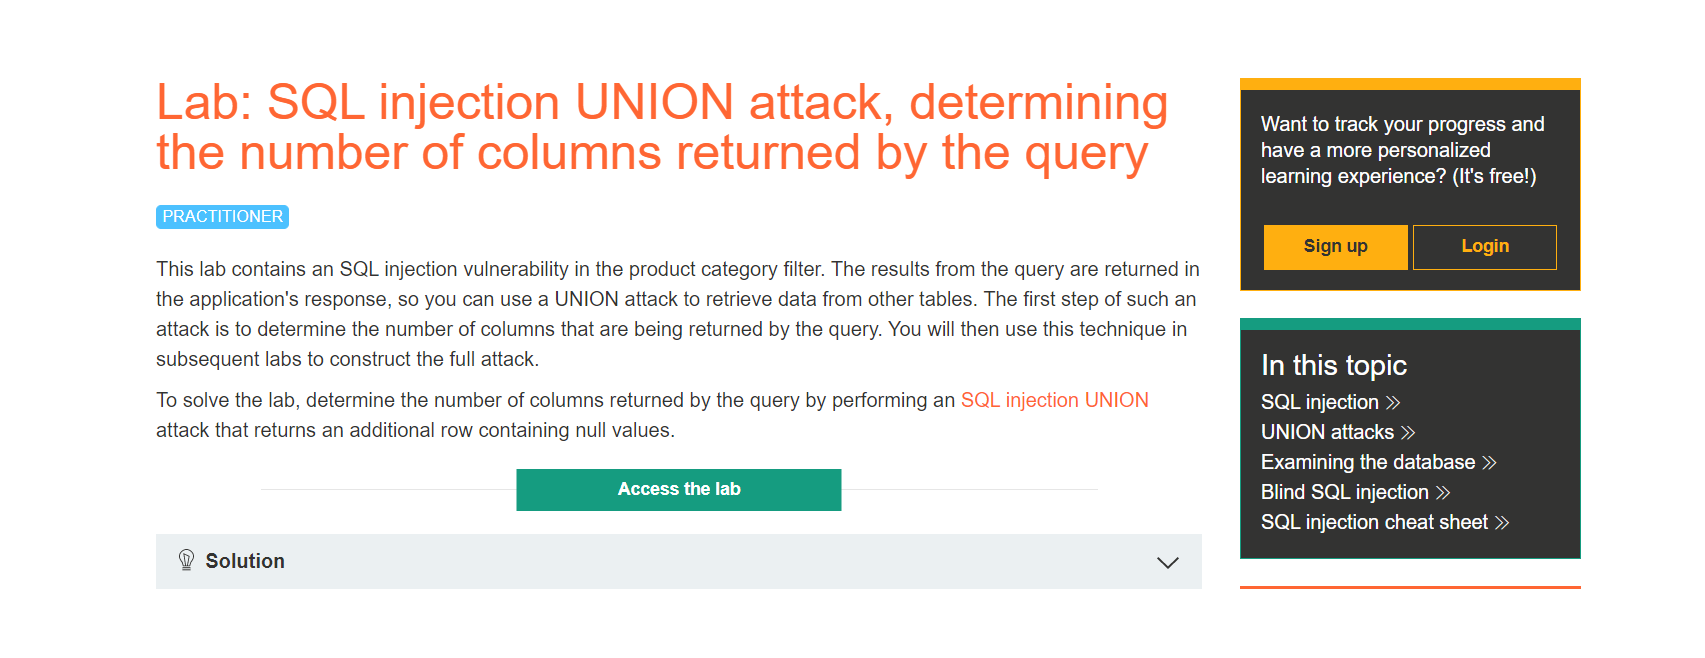 Lab: SQL injection UNION attack, determining
the number of columns returned by the query
PRACTITIONER
This lab contains an SQL injection vulnerability in the product category filter. The results from the query are returned in
the application's response, so you can use a UNION attack to retrieve data from other tables. The first step of such an
attack is to determine the number of columns that are being returned by the query. You will then use this technique in
subsequent labs to construct the full attack.
To solve the lab, determine the number of columns returned by the query by performing an SQL injection UNION
attack that returns an additional row containing null values.
Access the lab
Solution
Want to track your progress and
have a more personalized
learning experience? (It's free!)
Sign up
Login
In this topic
SQL injection
UNION attacks
Examining the database
Blind SQL injection
SQL injection cheat sheet